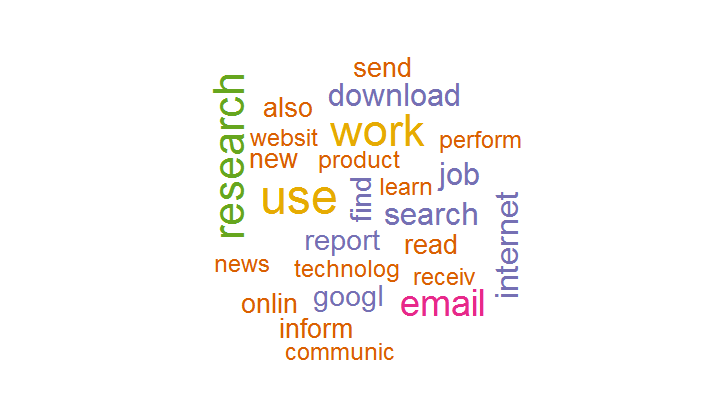 send
download
research
also
work
websit
perform
new
product
job
learn
use
find
search
internet
report
read
news
technolog
receiv
googl
onlin
email
inform
communic